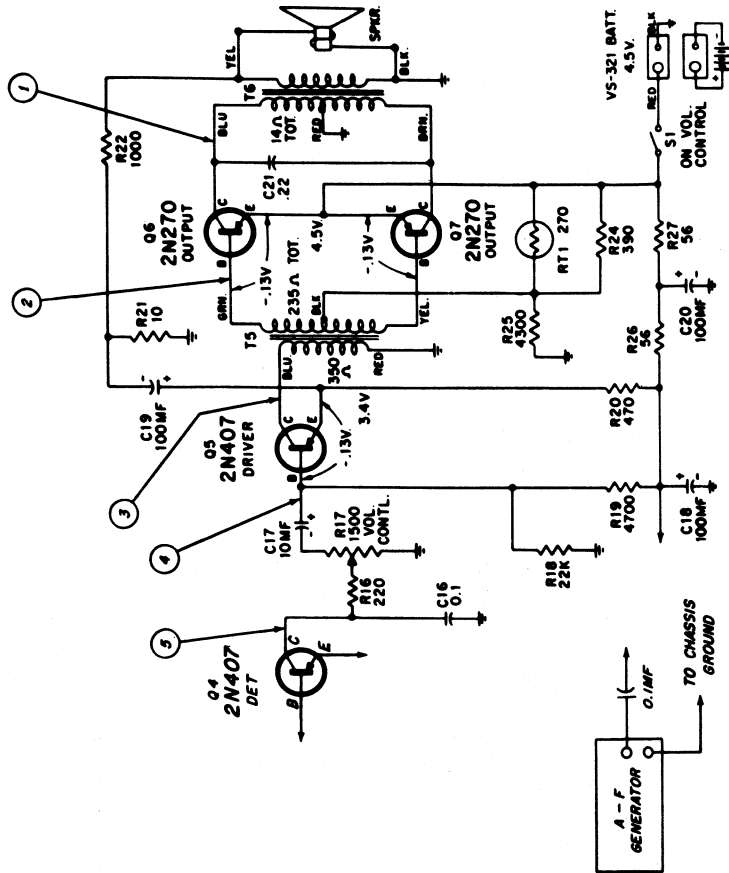 1
2
3
4
5
R22
1000
YEL
SPKR.
BLK.
T6
BLU
14Ω
TOT.
RED
BRN.
C21
.22
C
E
B
Q6
2N270
OUTPUT
-.13V
4.5V.
-.13V
C
E
B
Q7
2N270
OUTPUT
VS-321 BATT.
4.5V.
BLK
RED
+
-
S1
ON VOL.
CONTROL
R21
10
GRN.
235Ω TOT.
BLK
YEL.
T5
BLU
350
Ω
RED
RT1 270
R24
390
R25
4300
R27
56
+
-
C20
100MF
R26
56
-
+
C19
100MF
Q5
2N407
DRIVER
C
E
B
-.13V.
3.4V
R20
470
C17
10MF
-
+
R17
1500
VOL.
CONTL.
R19
4700
R18
22K
+
-
C18
100MF
R16
220
C16
0.1
Q4
2N407
DET
C
E
B
A - F
GENERATOR
0.1MF
TO CHASSIS
GROUND